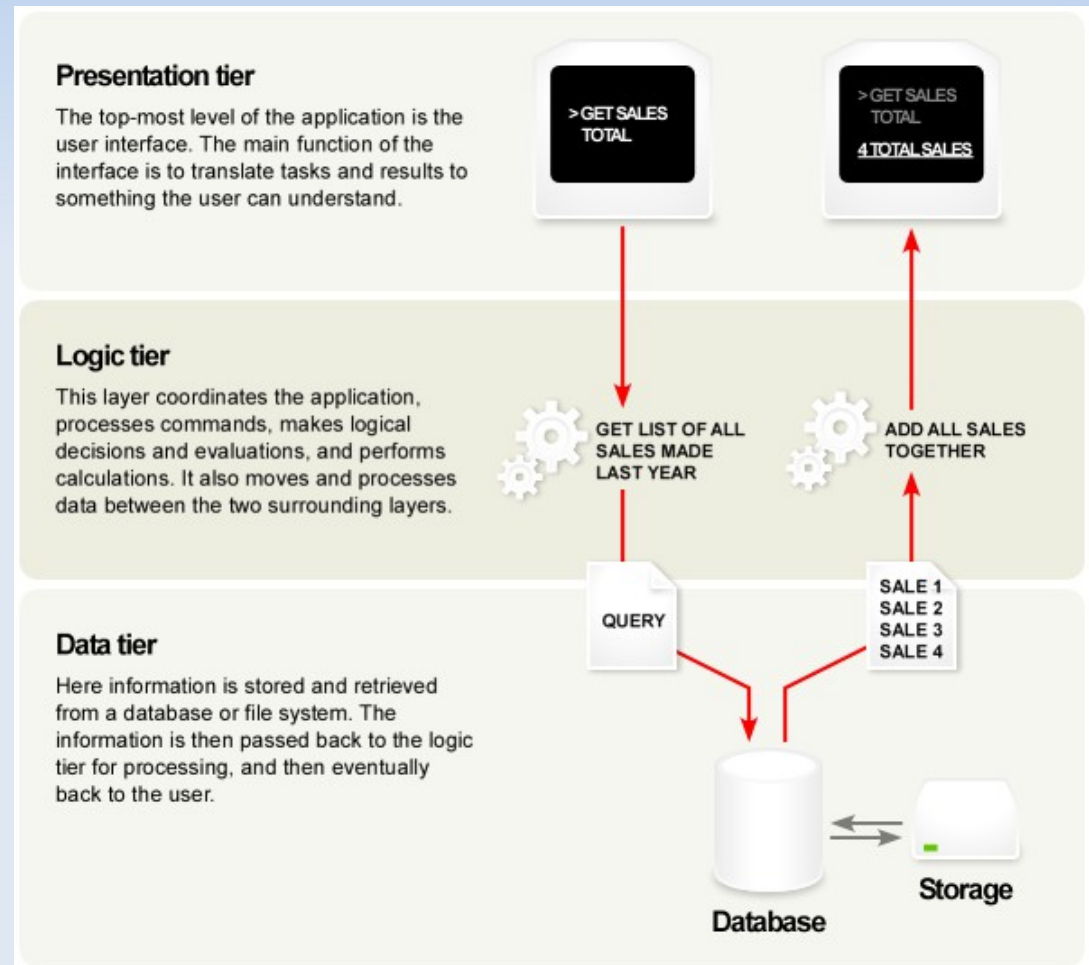 Presentation tier
The top-most level of the application is the
user interface. The main function of the
interface is to translate tasks and results to
something the user can understand.
>GET SALES
TOTAL
>GET SALES
TOTAL
4 TOTAL SALES
Logic tier
This layer coordinates the application,
processes commands, makes logical
decisions and evaluations, and performs
calculations. It also moves and processes
data between the two surrounding layers.
GET LIST OF ALL
SALES MADE
LAST YEAR
ADD ALL SALES
TOGETHER
QUERY
SALE 1
SALE 2
SALE 3
SALE 4
Data tier
Here information is stored and retrieved
from a database or file system. The
information is then passed back to the logic
tier for processing, and then eventually
back to the user.
Database
Storage